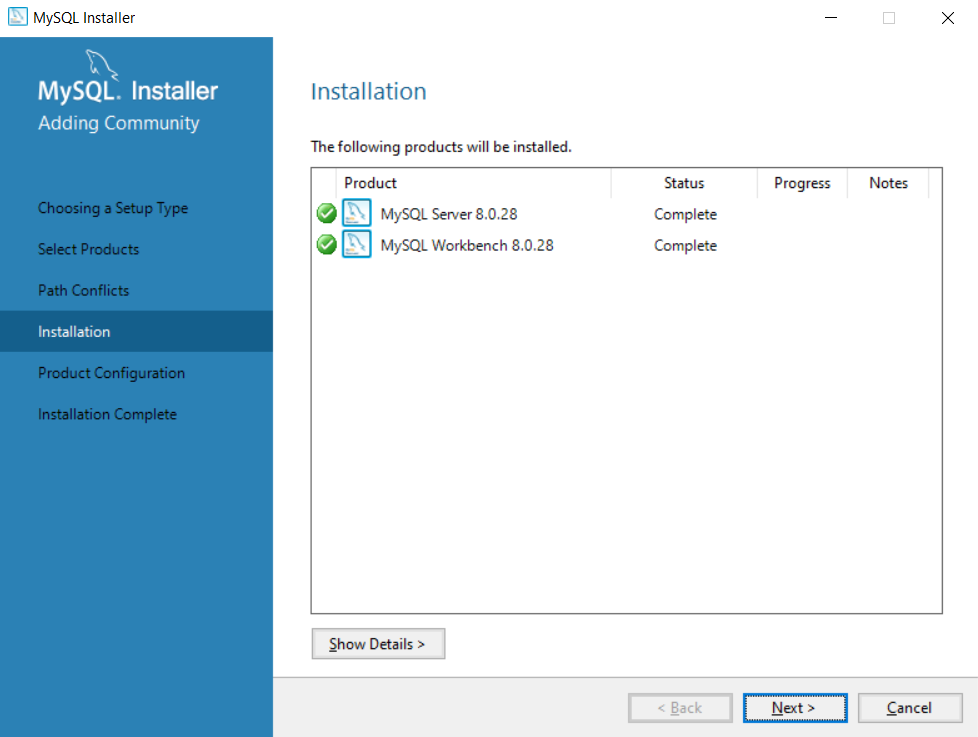 MySQL Installer
MySQL. Installer
Adding Community
Choosing a Setup Type
Select Products
Path Conflicts
Installation
Product Configuration
Installation Complete
Installation
The following products will be installed.
Product Status Progress Notes
MySQL Server 8.0.28 Complete
MySQL Workbench 8.0.28 Complete
Show Details >
< Back Next > Cancel